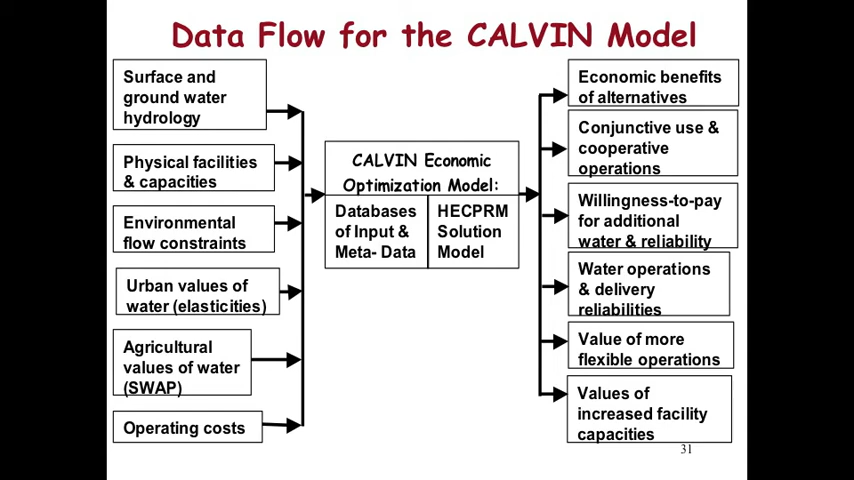 Data Flow for the CALVIN Model
Surface and
ground water
hydrology
Physical facilities
& capacities
Environmental
flow constraints
Urban values of
water (elasticities)
Agricultural
values of water
(SWAP)
Operating costs
CALVIN Economic
Optimization Model:
Databases
of Input &
Meta- Data
HECPRM
Solution
Model
Economic benefits
of alternatives
Conjunctive use &
cooperative
operations
Willingness-to-pay
for additional
water & reliability
Water operations
& delivery
reliabilities
Value of more
flexible operations
Values of
increased facility
capacities
31